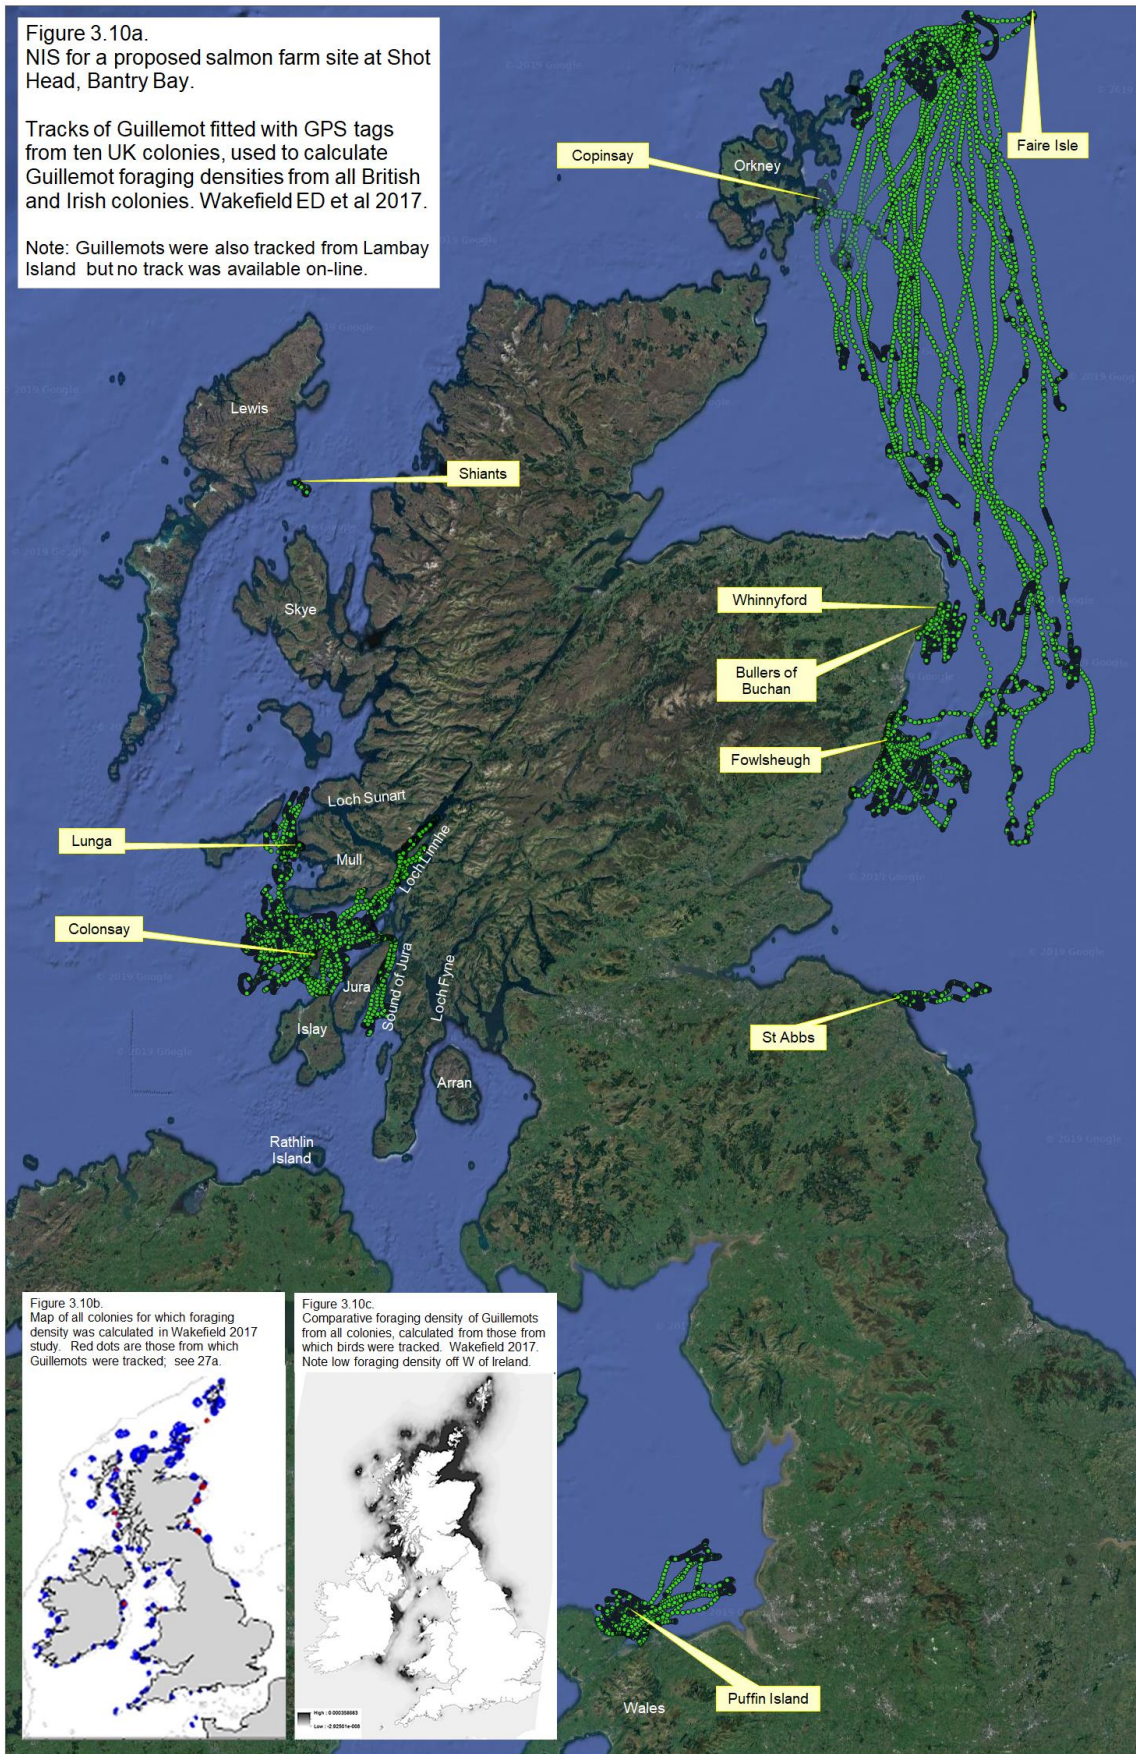 Figure 3.10a.
NIS for a proposed salmon farm site at Shot
Head, Bantry Bay.
Tracks of Guillemot fitted with GPS tags
from ten UK colonies, used to calculate
Guillemot foraging densities from all British
and Irish colonies. Wakefield ED et al 2017.
Note: Guillemots were also tracked from Lambay
Island but no track was available on-line.
Faire Isle
Copinsay
Orkney
Lewis
Shiants
Skye
Whinnyford
Bullers of
Buchan
Fowlsheugh
Loch Sunart
Lunga
Mull
Loch Linnhe
Colonsay
Jura
Sound of Jura
Loch Fyne
Islay
St Abbs
Arran
Rathlin
Island
Figure 3.10b.
Map of all colonies for which foraging
density was calculated in Wakefield 2017
study. Red dots are those from which
Guillemots were tracked; see 27a.
Figure 3.10c.
Comparative foraging density of Guillemots
from all colonies, calculated from those from
which birds were tracked. Wakefield 2017.
Note low foraging density off W of Ireland.
Puffin Island
Wales
© 2019 Google